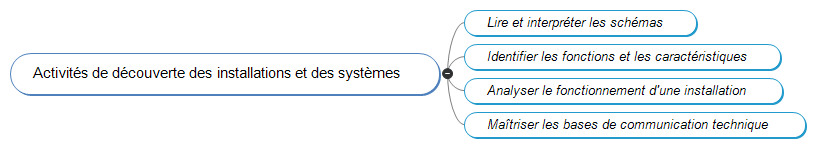 Activités de découverte des installations et des systèmes
Lire et interpréter les schémas
Identifier les fonctions et les caractéristiques
Analyser le fonctionnement d'une installation
Maîtriser les bases de communication technique